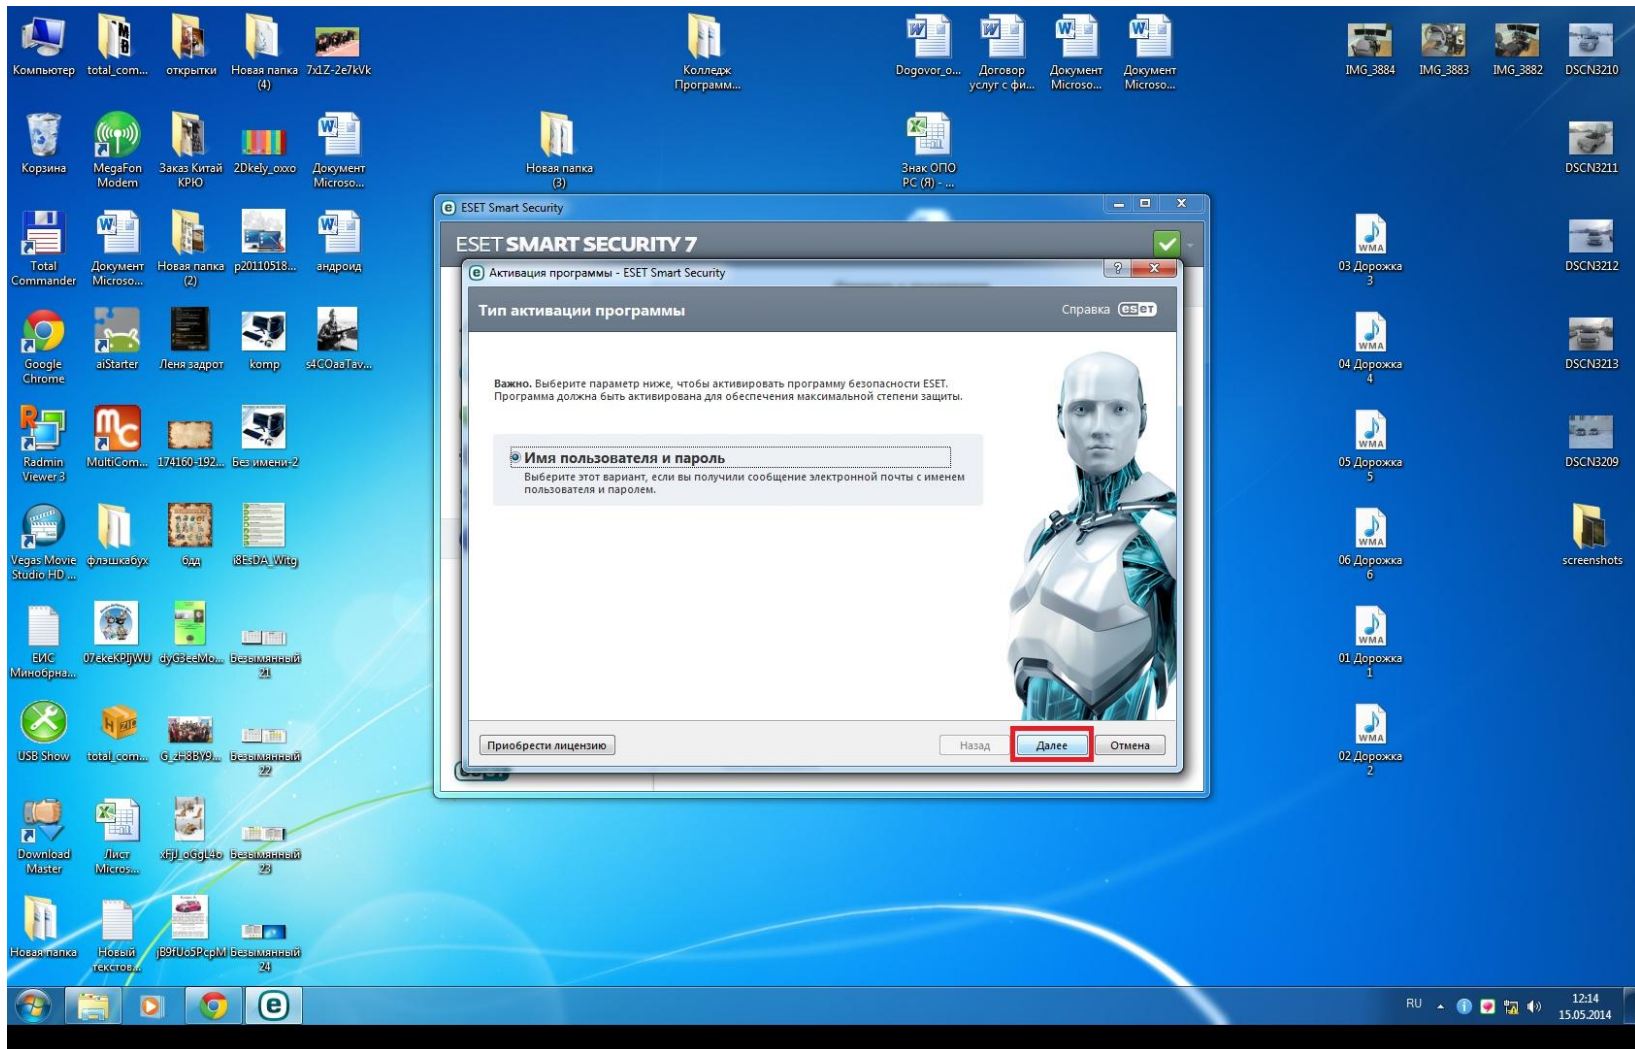 Компьютер
total_com...
открытки
Новая папка
(4)
7x1Z-2e7kVk
Колледж
Программ...
Dogovor_o...
Договор
услуг с фи...
Документ
Microso...
Документ
Microso...
IMG_3884
IMG_3883
IMG_3882
DSCN3210
Корзина
MegaFon
Modem
Заказ Китай
КРЮ
2Dkely_oxxo
Документ
Microso...
Новая папка
(3)
Знак ОПО
РС (Я) - ...
DSCN3211
Total
Commander
Документ
Microso...
Новая папка
(2)
p20110518...
андроид
03 Дорожка
3
DSCN3212
Google
Chrome
aiStarter
Леня задрот
komp
s4COaaTav...
04 Дорожка
4
DSCN3213
Radmin
Viewer 3
MultiCom...
174160-192...
Без имени-2
05 Дорожка
5
DSCN3209
Vegas Movie
Studio HD ...
флэшкабух
бдд
i8EsDA_Witg
06 Дорожка
6
screenshots
ЕИС
Минобрна...
07ekeKPIjWU
dyG3eeMo...
Безымянный
21
01 Дорожка
1
USB Show
total_com...
G_zH8BY9...
Безымянный
22
02 Дорожка
2
Download
Master
Лист
Micros...
xFjJ_oGgL4o
Безымянный
23
Новая папка
Новый
текстов...
jB9fUo5PcpM
Безымянный
24
ESET Smart Security
ESET SMART SECURITY 7
Активация программы - ESET Smart Security
Тип активации программы
Справка eset
Важно. Выберите параметр ниже, чтобы активировать программу безопасности ESET.
Программа должна быть активирована для обеспечения максимальной степени защиты.
Имя пользователя и пароль
Выберите этот вариант, если вы получили сообщение электронной почты с именем
пользователя и паролем.
Приобрести лицензию
Назад
Далее
Отмена
RU
12:14
15.05.2014